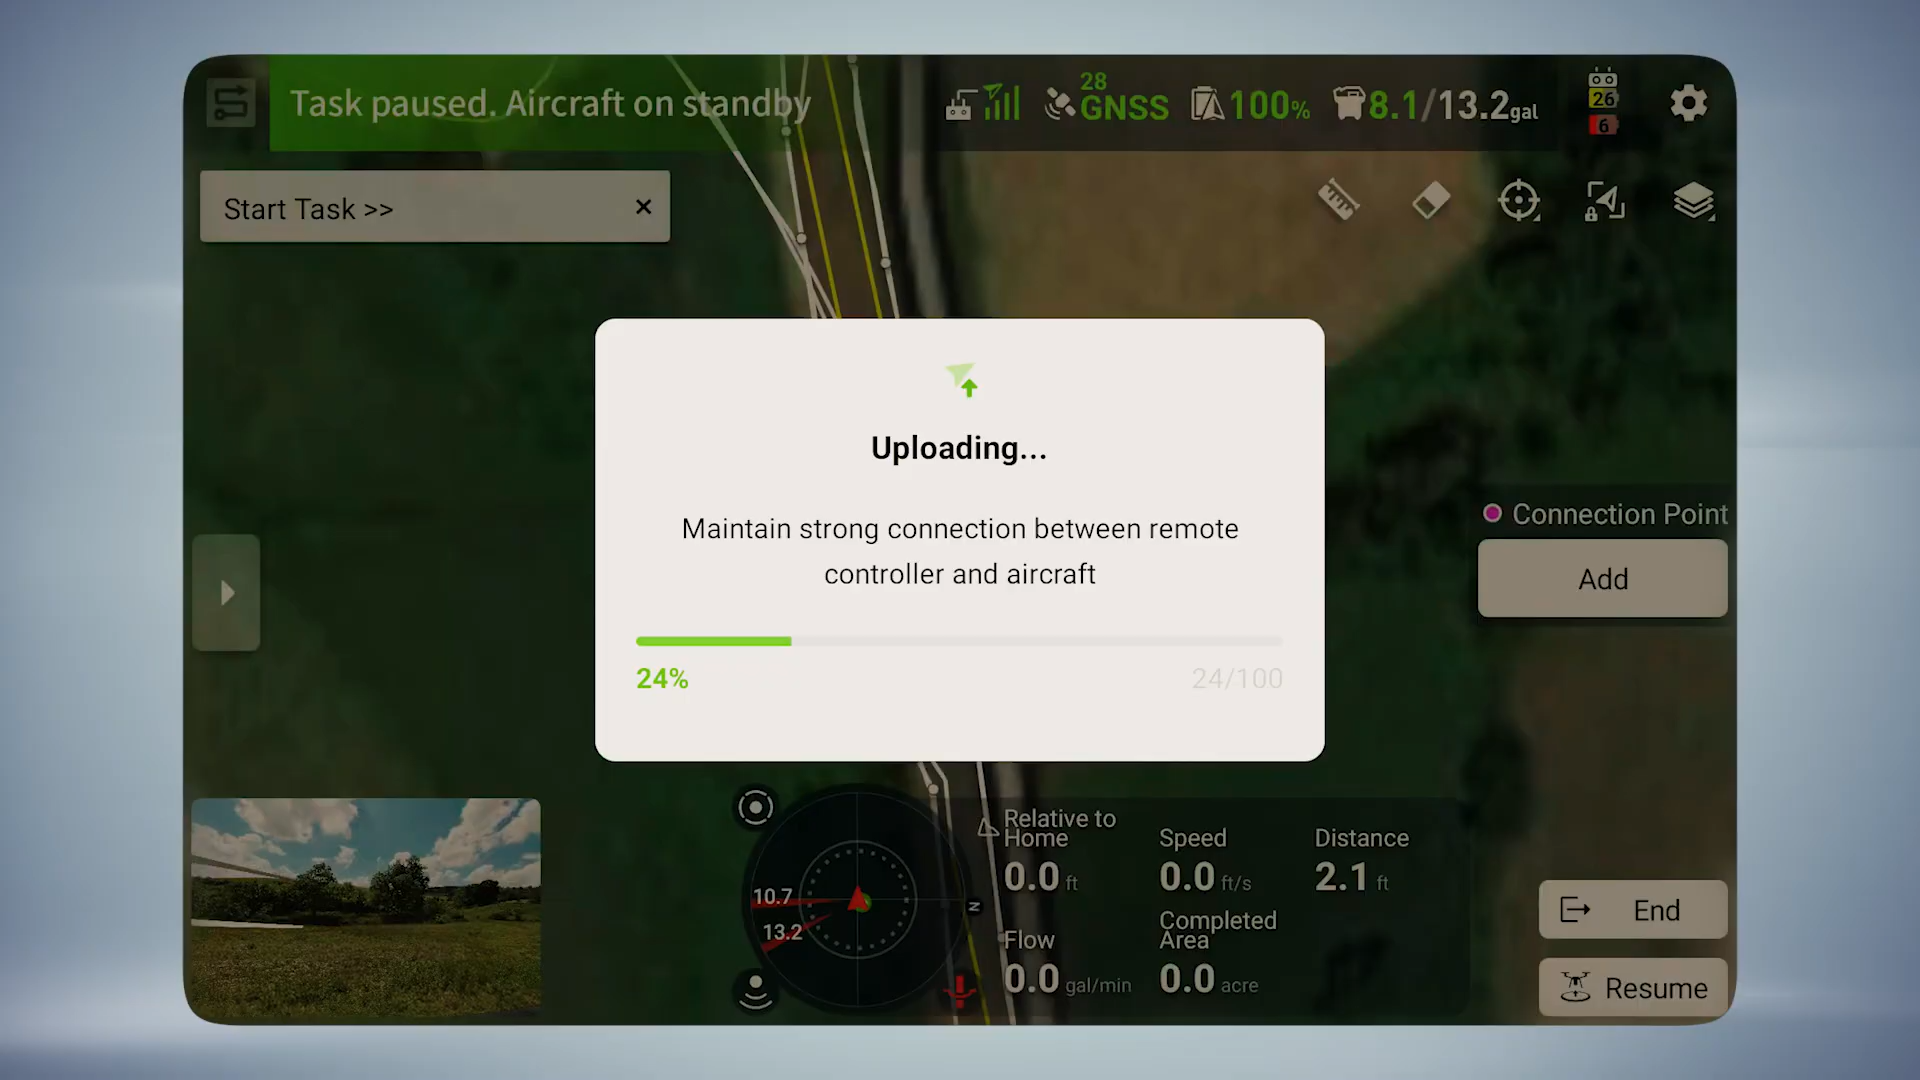 Task paused. Aircraft on standby
28
GNSS
100%
8.1/13.2gal
26
6
Start Task >>
Uploading...
Maintain strong connection between remote
controller and aircraft
24%
24/100
Connection Point
Add
10.7
13.2
N
Relative to
Home
0.0 ft
Speed
0.0 ft/s
Distance
2.1 ft
Flow
0.0 gal/min
Completed
Area
0.0 acre
End
Resume